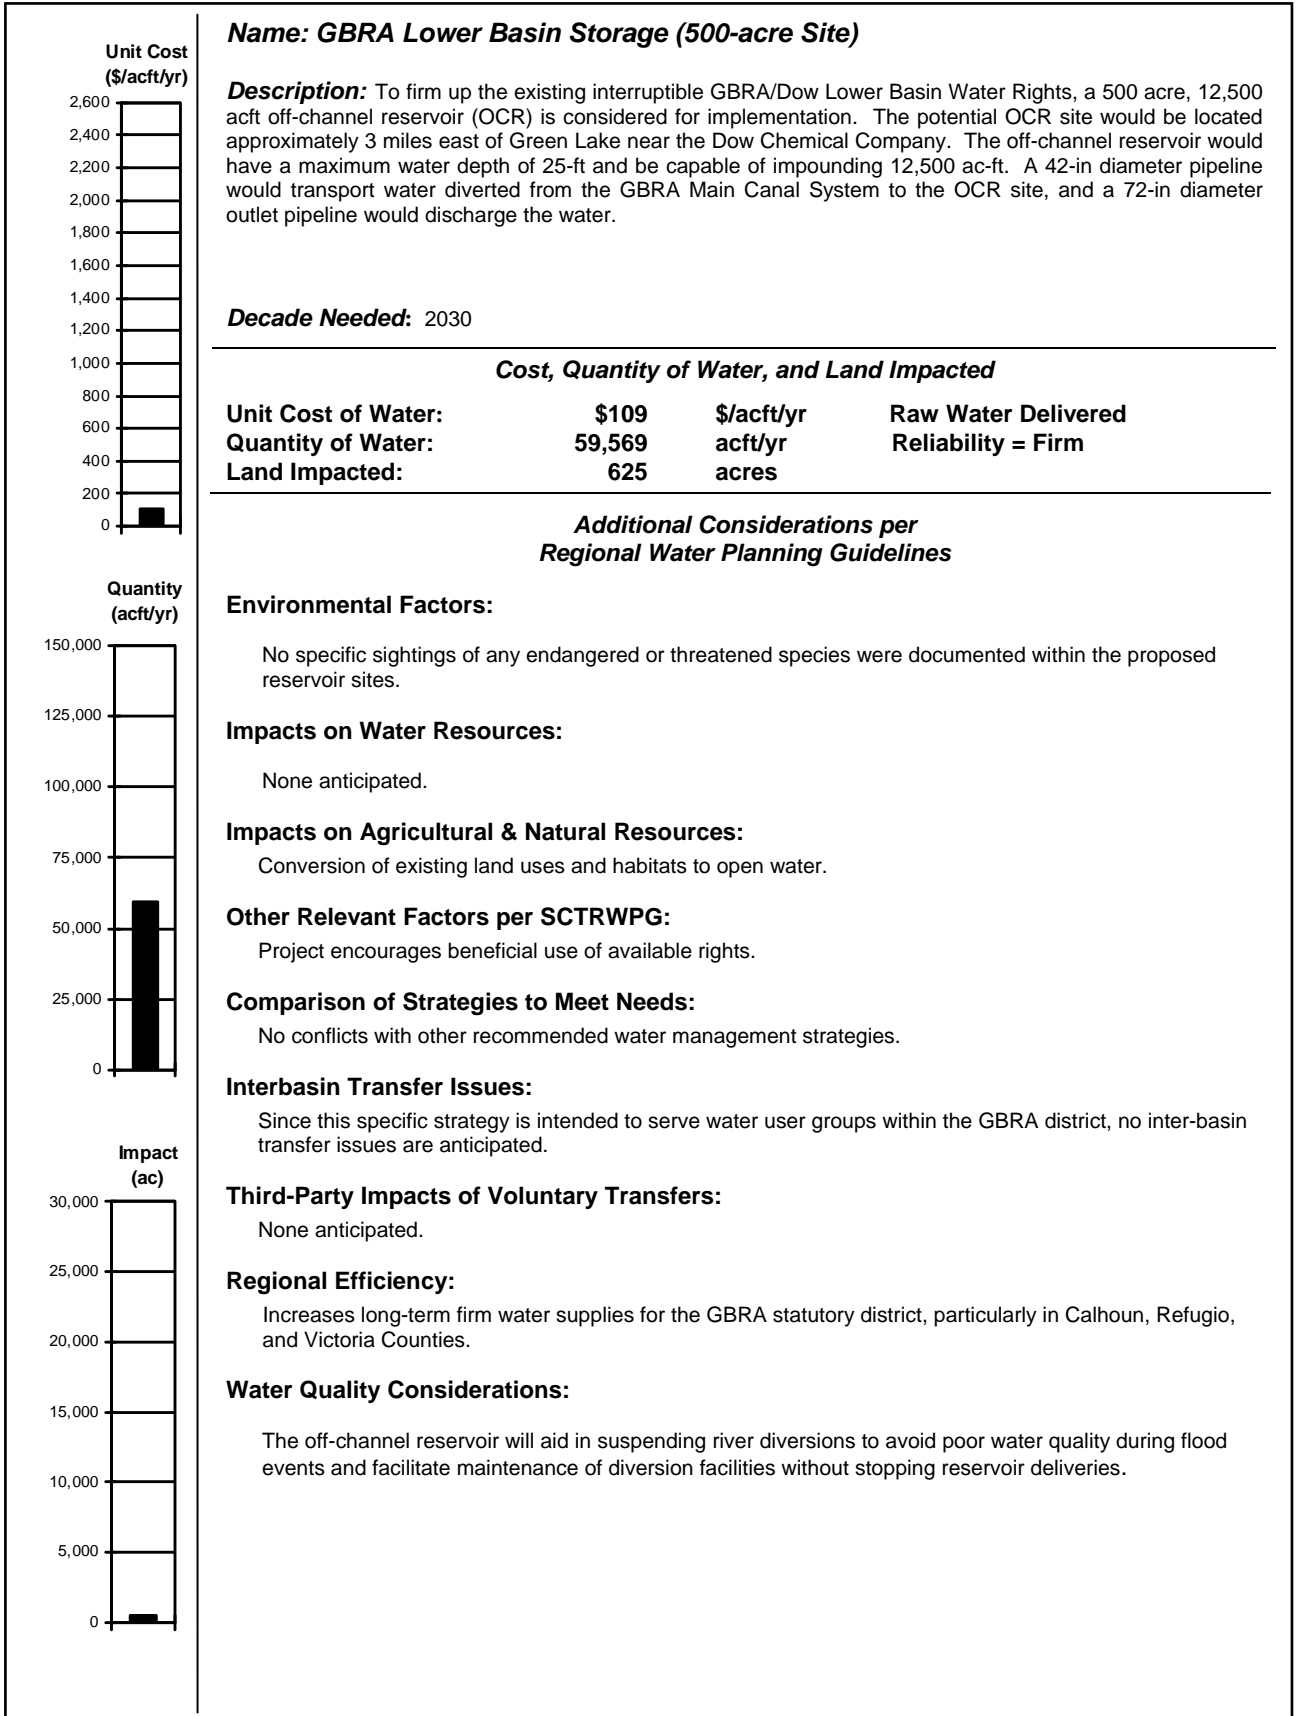 Unit Cost
($/acft/yr)
2,600
2,400
2,200
2,000
1,800
1,600
1,400
1,200
1,000
800
600
400
200
0
Quantity
(acft/yr)
150,000
125,000
100,000
75,000
50,000
25,000
0
Impact
(ac)
30,000
25,000
20,000
15,000
10,000
5,000
0
Name: GBRA Lower Basin Storage (500-acre Site)
Description: To firm up the existing interruptible GBRA/Dow Lower Basin Water Rights, a 500 acre, 12,500
acft off-channel reservoir (OCR) is considered for implementation. The potential OCR site would be located
approximately 3 miles east of Green Lake near the Dow Chemical Company. The off-channel reservoir would
have a maximum water depth of 25-ft and be capable of impounding 12,500 ac-ft. A 42-in diameter pipeline
would transport water diverted from the GBRA Main Canal System to the OCR site, and a 72-in diameter
outlet pipeline would discharge the water.
Decade Needed: 2030
Cost, Quantity of Water, and Land Impacted
Unit Cost of Water: $109 $/acft/yr Raw Water Delivered
Quantity of Water: 59,569 acft/yr Reliability = Firm
Land Impacted: 625 acres
Additional Considerations per
Regional Water Planning Guidelines
Environmental Factors:
No specific sightings of any endangered or threatened species were documented within the proposed
reservoir sites.
Impacts on Water Resources:
None anticipated.
Impacts on Agricultural & Natural Resources:
Conversion of existing land uses and habitats to open water.
Other Relevant Factors per SCTRWPG:
Project encourages beneficial use of available rights.
Comparison of Strategies to Meet Needs:
No conflicts with other recommended water management strategies.
Interbasin Transfer Issues:
Since this specific strategy is intended to serve water user groups within the GBRA district, no inter-basin
transfer issues are anticipated.
Third-Party Impacts of Voluntary Transfers:
None anticipated.
Regional Efficiency:
Increases long-term firm water supplies for the GBRA statutory district, particularly in Calhoun, Refugio,
and Victoria Counties.
Water Quality Considerations:
The off-channel reservoir will aid in suspending river diversions to avoid poor water quality during flood
events and facilitate maintenance of diversion facilities without stopping reservoir deliveries.